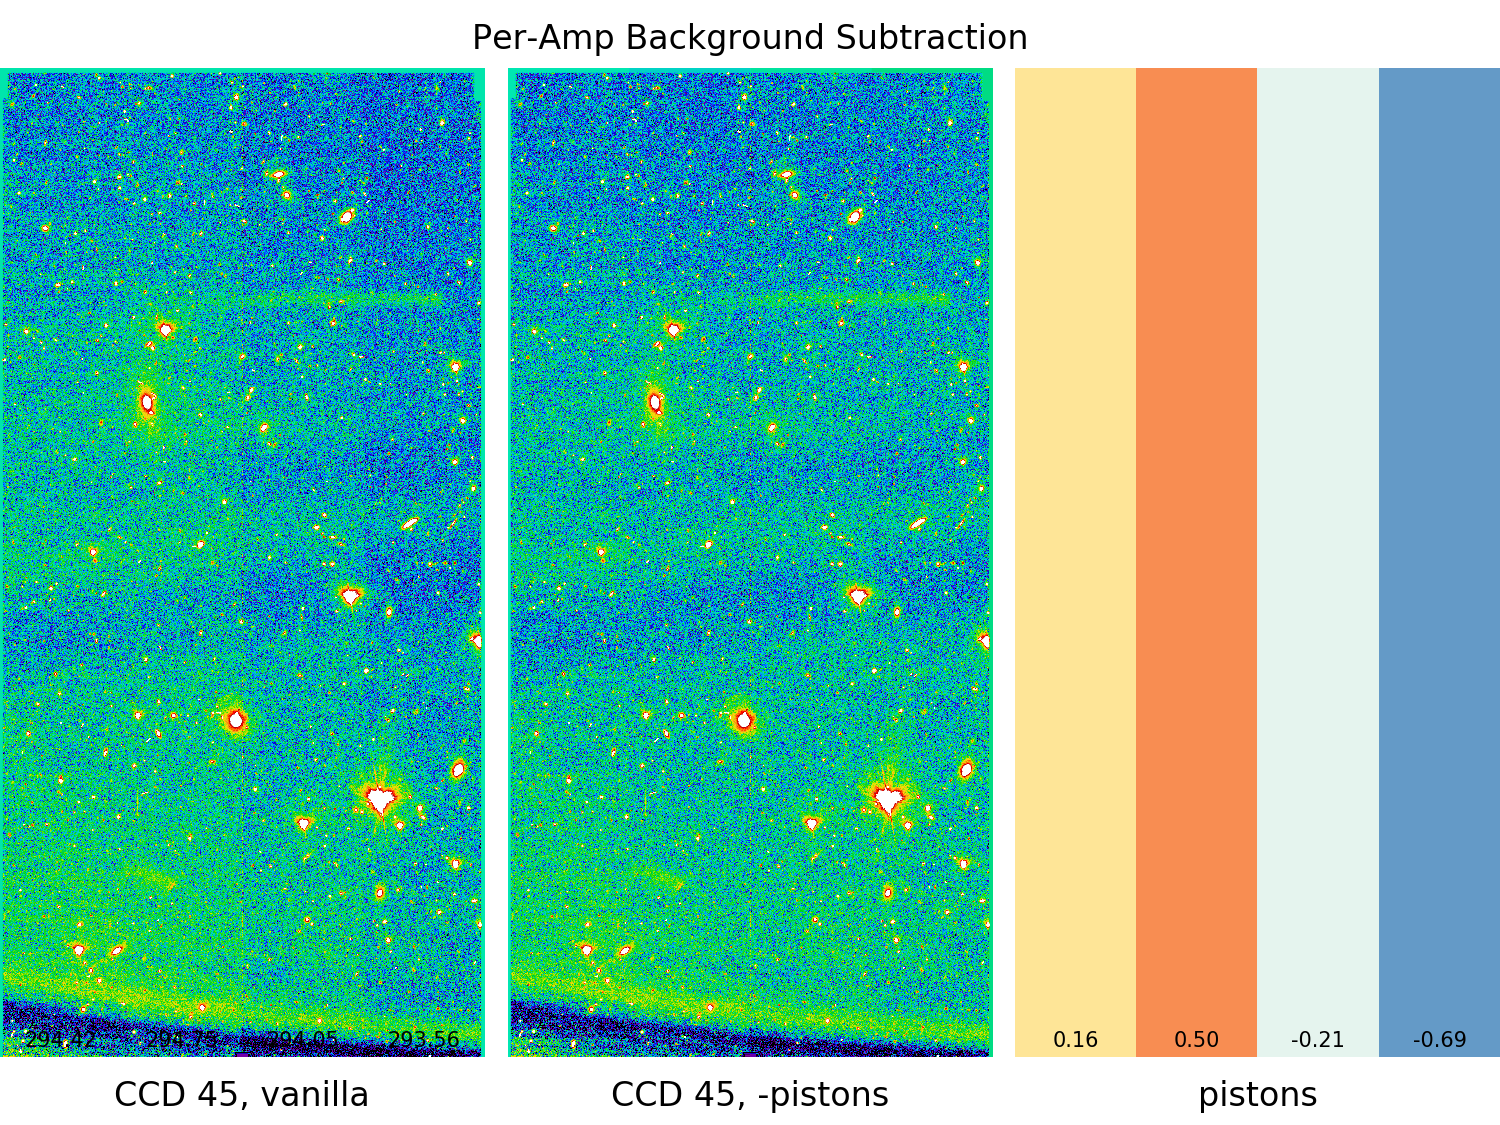 Per-Amp Background Subtraction
294.42 294.75 294.05 293.56
0.16 0.50 -0.21 -0.69
CCD 45, vanilla
CCD 45, -pistons
pistons